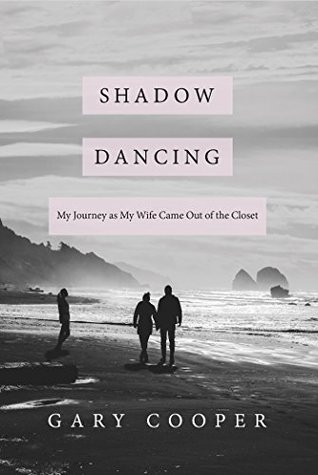 SHADOW
DANCING
My Journey as My Wife Came Out of the Closet
GARY COOPER